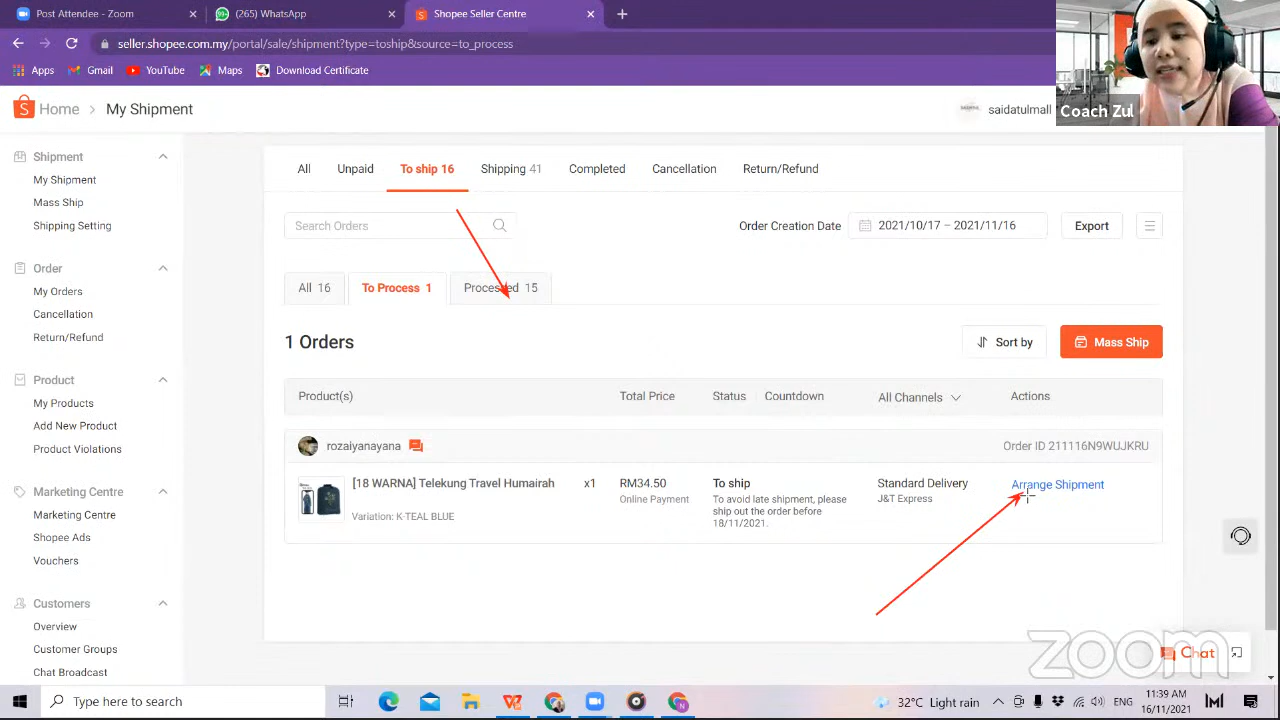 Post Attendee - Zoom
(265) WhatsApp
Shopee Seller Centre
seller.shopee.com.my/portal/sale/shipment?type=toship&source=to_process
Apps
Gmail
YouTube
Maps
Download Certificate
Coach Zul
Home > My Shipment
saidatulmall
Shipment
My Shipment
Mass Ship
Shipping Setting
Order
My Orders
Cancellation
Return/Refund
Product
My Products
Add New Product
Product Violations
Marketing Centre
Marketing Centre
Shopee Ads
Vouchers
Customers
Overview
Customer Groups
Chat Broadcast
All
Unpaid
To ship 16
Shipping 41
Completed
Cancellation
Return/Refund
Search Orders
Order Creation Date
2021/10/17 – 2021/11/16
Export
All 16
To Process 1
Processed 15
1 Orders
Sort by
Mass Ship
Product(s)
Total Price
Status
Countdown
All Channels
Actions
rozaiyanayana
Order ID 211116N9WUJKRU
[18 WARNA] Telekung Travel Humairah
Variation: K-TEAL BLUE
x1
RM34.50
Online Payment
To ship
To avoid late shipment, please
ship out the order before
18/11/2021.
Standard Delivery
J&T Express
Arrange Shipment
zoom
Chat
Type here to search
32°C Light rain
ENG
11:39 AM
16/11/2021